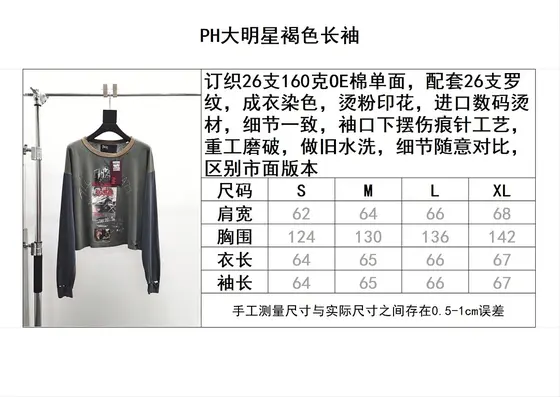 PH大明星褐色长袖
订织26支160克OE棉单面，配套26支罗
纹，成衣染色，烫粉印花，进口数码烫
材，细节一致，袖口下摆伤痕针工艺，
重工磨破，做旧水洗，细节随意对比，
区别市面版本
尺码 S M L XL
肩宽 62 64 66 68
胸围 124 130 136 142
衣长 64 65 66 67
袖长 64 65 66 67
手工测量尺寸与实际尺寸之间存在0.5-1cm误差